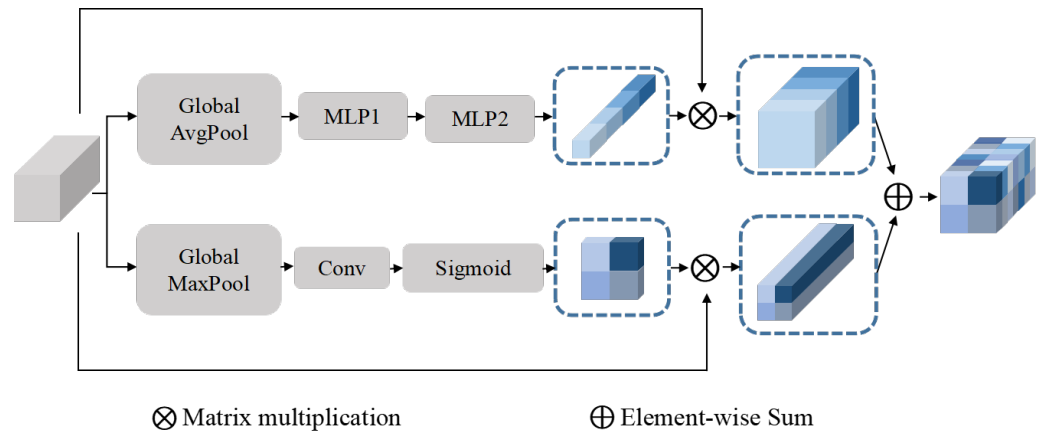 Global
AvgPool
MLP1
MLP2
Global
MaxPool
Conv
Sigmoid
Matrix multiplication
Element-wise Sum